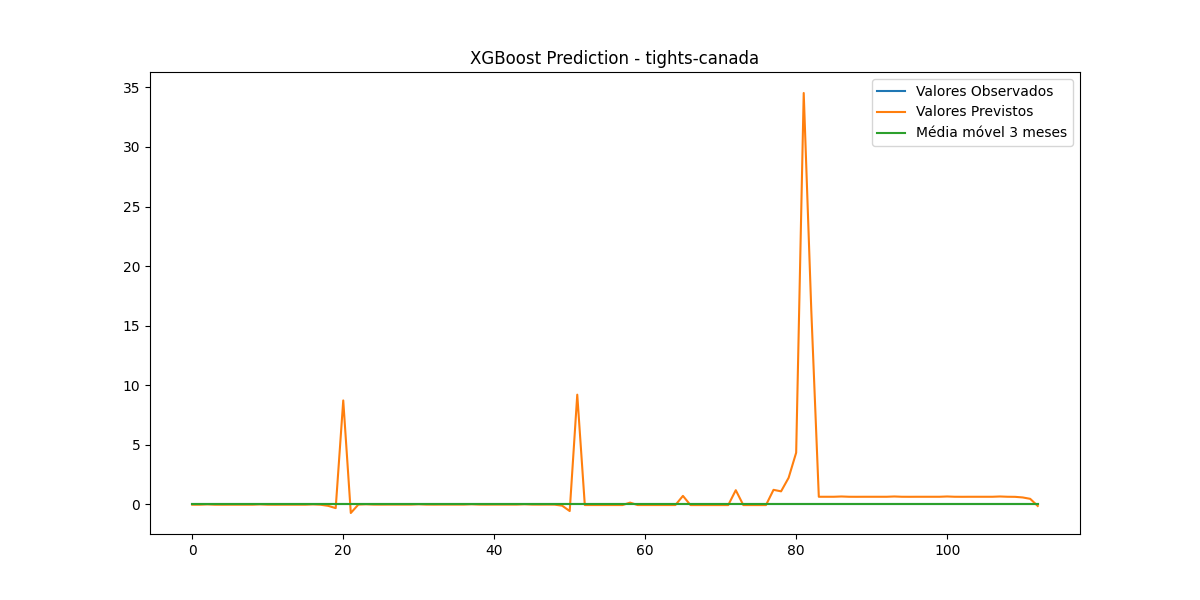 XGBoost Prediction - tights-canada
Valores Observados
Valores Previstos
Média móvel 3 meses
35
30
25
20
15
10
5
0
0 20 40 60 80 100